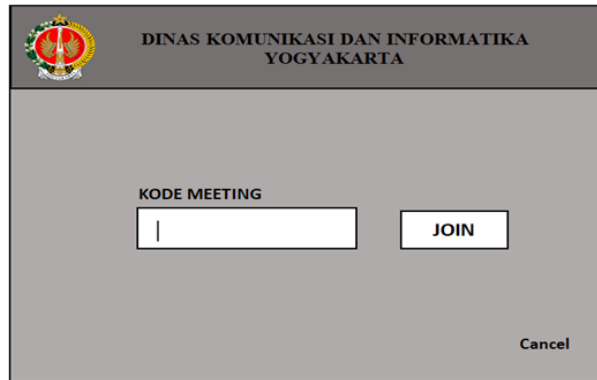 DINAS KOMUNIKASI DAN INFORMATIKA
YOGYAKARTA
KODE MEETING
JOIN
Cancel